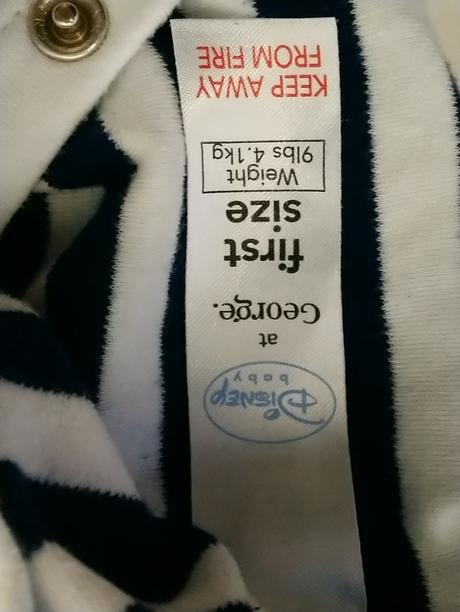 Disney
baby
at
George.
first
size
Weight
9lbs 4.1kg
KEEP AWAY
FROM FIRE